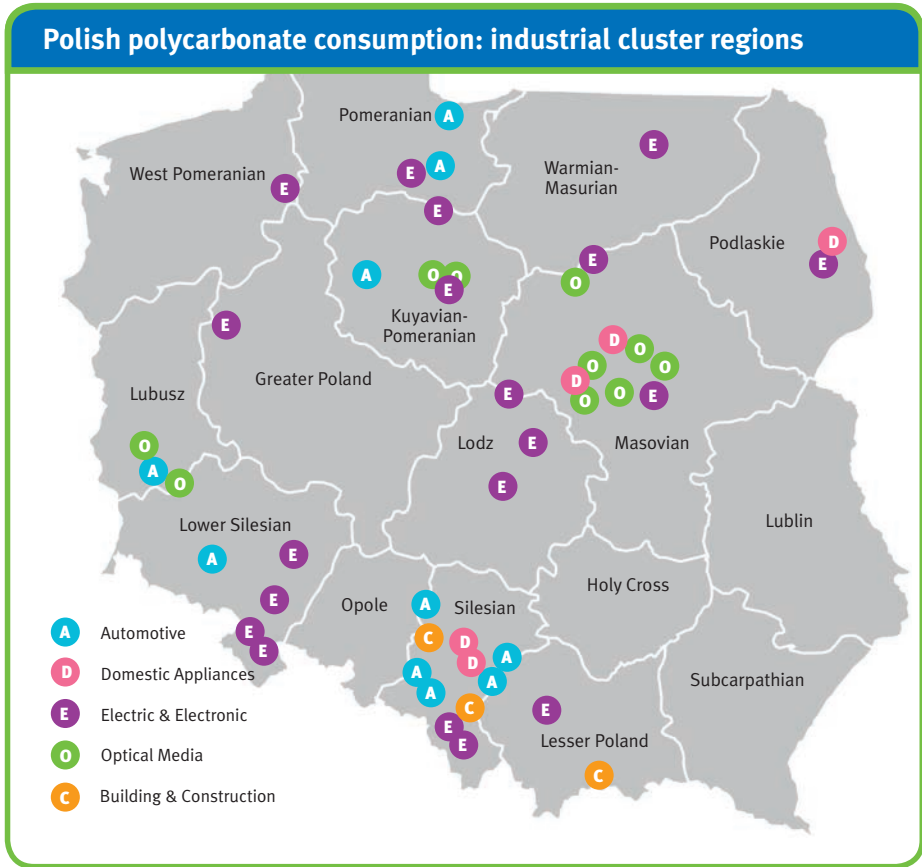 Polish polycarbonate consumption: industrial cluster regions
Pomeranian
A
E
West Pomeranian
A
Warmian-
Masurian
E
E
E
Podlaskie
D
E
E
O
A
O
O
E
Kuyavian-
Pomeranian
E
D
O
O
O
D
O
O
E
Greater Poland
Lubusz
E
Lodz
E
Masovian
O
A
O
E
Lublin
Lower Silesian
A
E
Holy Cross
E
Opole
A
Silesian
E
E
C
D
D
A
A
A
A
C
Subcarpathian
E
E
E
Lesser Poland
C
A Automotive
D Domestic Appliances
E Electric & Electronic
O Optical Media
C Building & Construction